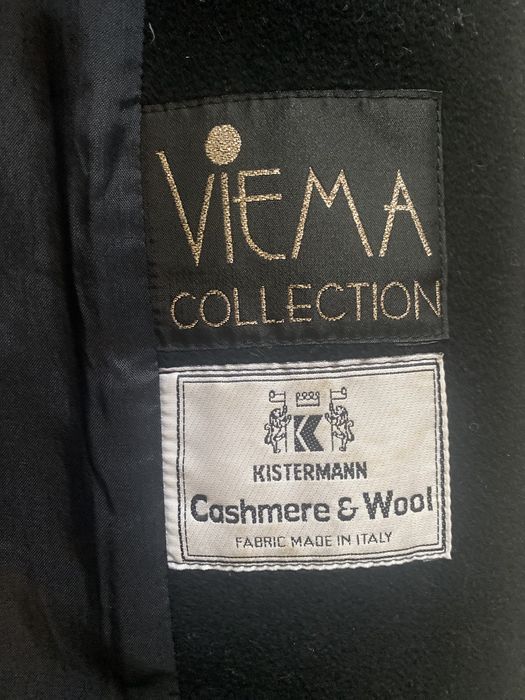 ViEMA
COLLECTION
K
KISTERMANN
Cashmere & Wool
FABRIC MADE IN ITALY